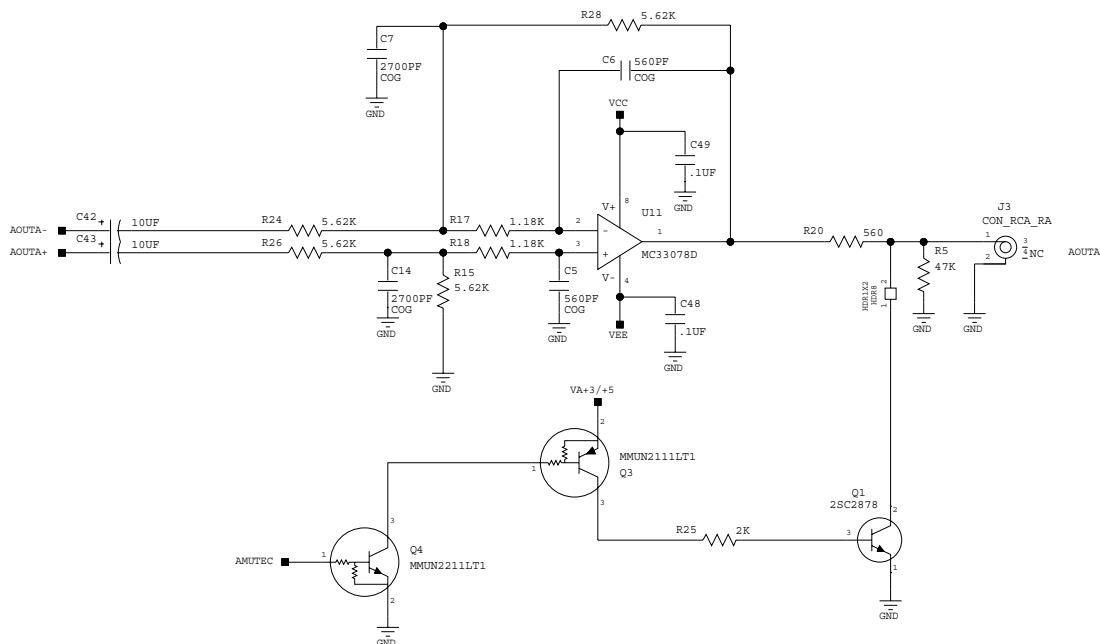 R28 5.62K
C7
2700PF
COG
GND
C6 560PF
COG
VCC
C49
.1UF
GND
8
V+
U11
C42 + 10UF
AOUTA-
R24 5.62K
R17 1.18K
2
-
1
C43 + 10UF
AOUTA+
R26 5.62K
R18 1.18K
3
+
MC33078D
V-
4
R20 560
J3
CON_RCA_RA
1
2
3
4
NC
AOUTA
C14
2700PF
COG
GND
R15
5.62K
GND
C5
560PF
COG
GND
C48
.1UF
GND
VEE
HDR1X2
HDR8
2
1
R5
47K
GND
GND
VA+3/+5
2
MMUN2111LT1
Q3
1
3
R25 2K
Q1
2SC2878
2
3
1
GND
3
Q4
MMUN2211LT1
AMUTEC
1
2
GND